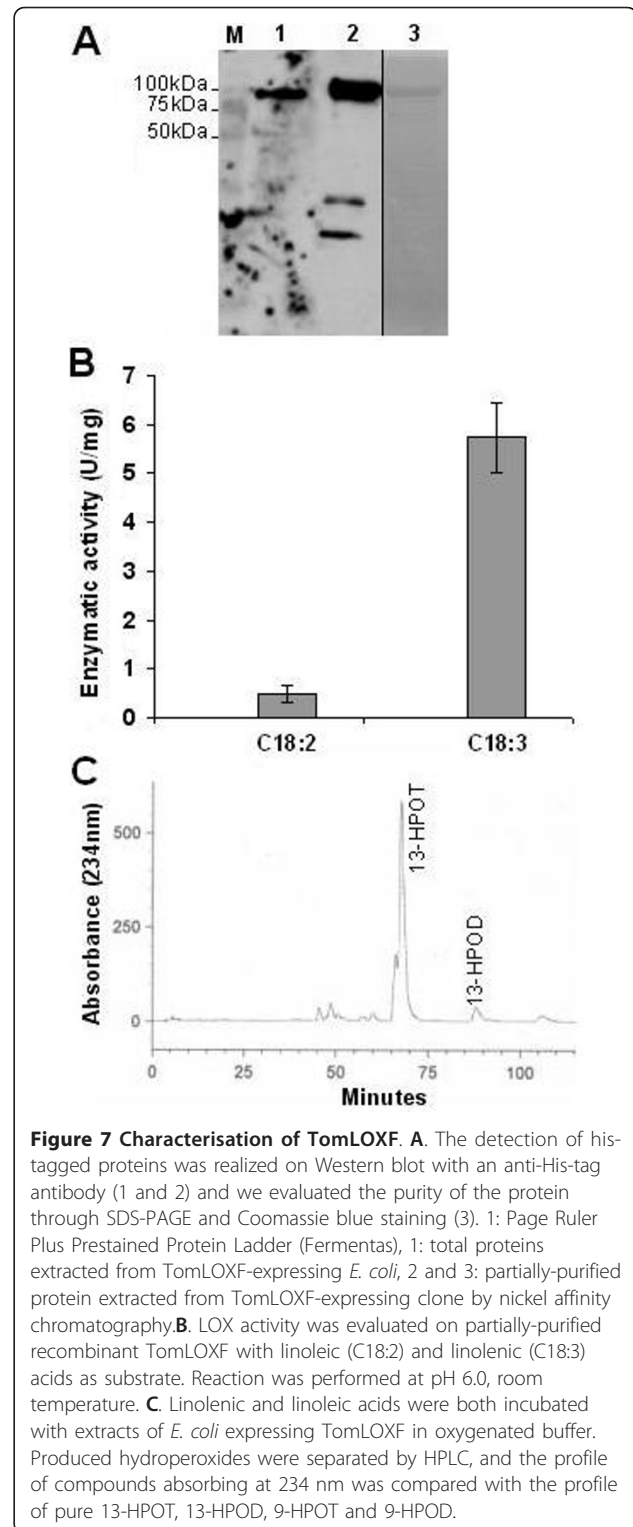 A
M 1 2 3
100kDa
75kDa
50kDa
B
Enzymatic activity (U/mg)
7
6
5
4
3
2
1
0
C18:2 C18:3
C
Absorbance (234nm)
500
250
0
13-HPOT
13-HPOD
0 25 50 75 100
Minutes
Figure 7 Characterisation of TomLOXF. A. The detection of his-
tagged proteins was realized on Western blot with an anti-His-tag
antibody (1 and 2) and we evaluated the purity of the protein
through SDS-PAGE and Coomassie blue staining (3). 1: Page Ruler
Plus Prestained Protein Ladder (Fermentas), 1: total proteins
extracted from TomLOXF-expressing E. coli, 2 and 3: partially-purified
protein extracted from TomLOXF-expressing clone by nickel affinity
chromatography.B. LOX activity was evaluated on partially-purified
recombinant TomLOXF with linoleic (C18:2) and linolenic (C18:3)
acids as substrate. Reaction was performed at pH 6.0, room
temperature. C. Linolenic and linoleic acids were both incubated
with extracts of E. coli expressing TomLOXF in oxygenated buffer.
Produced hydroperoxides were separated by HPLC, and the profile
of compounds absorbing at 234 nm was compared with the profile
of pure 13-HPOT, 13-HPOD, 9-HPOT and 9-HPOD.